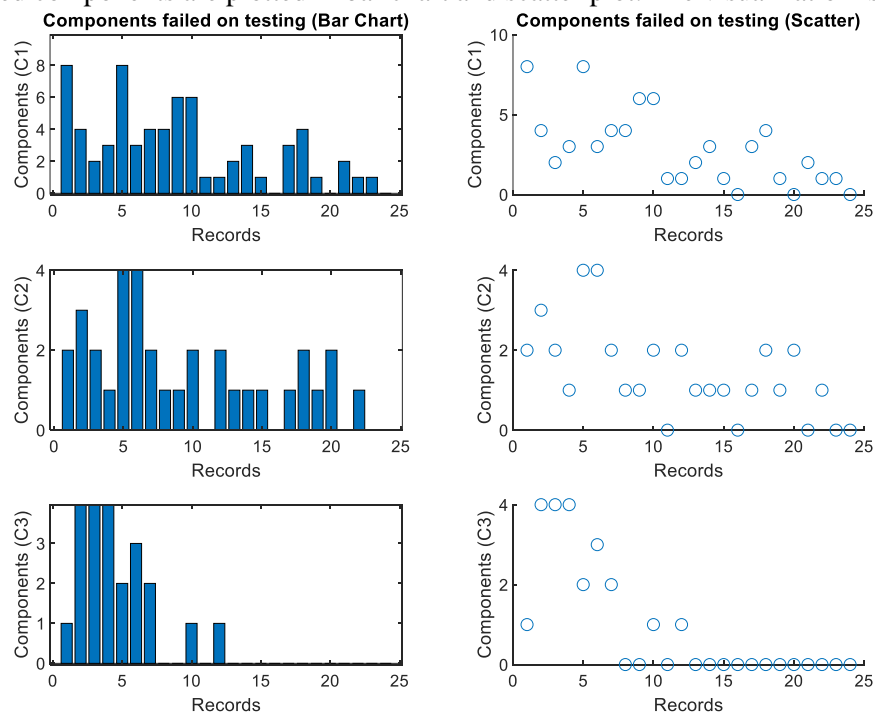 Components failed on testing (Bar Chart)
8
6
4
2
0
Components (C1)
0 5 10 15 20 25
Records
Components failed on testing (Scatter)
10
5
0
Components (C1)
0 5 10 15 20 25
Records
4
2
0
Components (C2)
0 5 10 15 20 25
Records
4
2
0
Components (C2)
0 5 10 15 20 25
Records
3
2
1
0
Components (C3)
0 5 10 15 20 25
Records
4
3
2
1
0
Components (C3)
0 5 10 15 20 25
Records